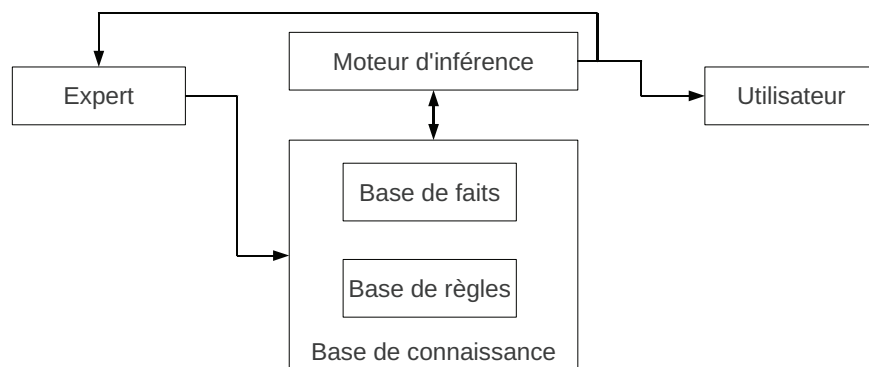 Moteur d'inférence
Expert
Utilisateur
Base de faits
Base de règles
Base de connaissance